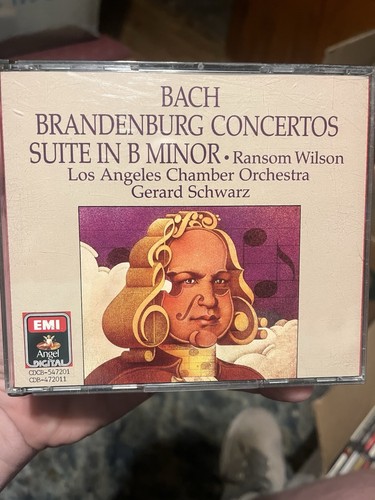 BACH
BRANDENBURG CONCERTOS
SUITE IN B MINOR • Ransom Wilson
Los Angeles Chamber Orchestra
Gerard Schwarz
EMI
Angel
DIGITAL
CDCB-547201
CDB-472011